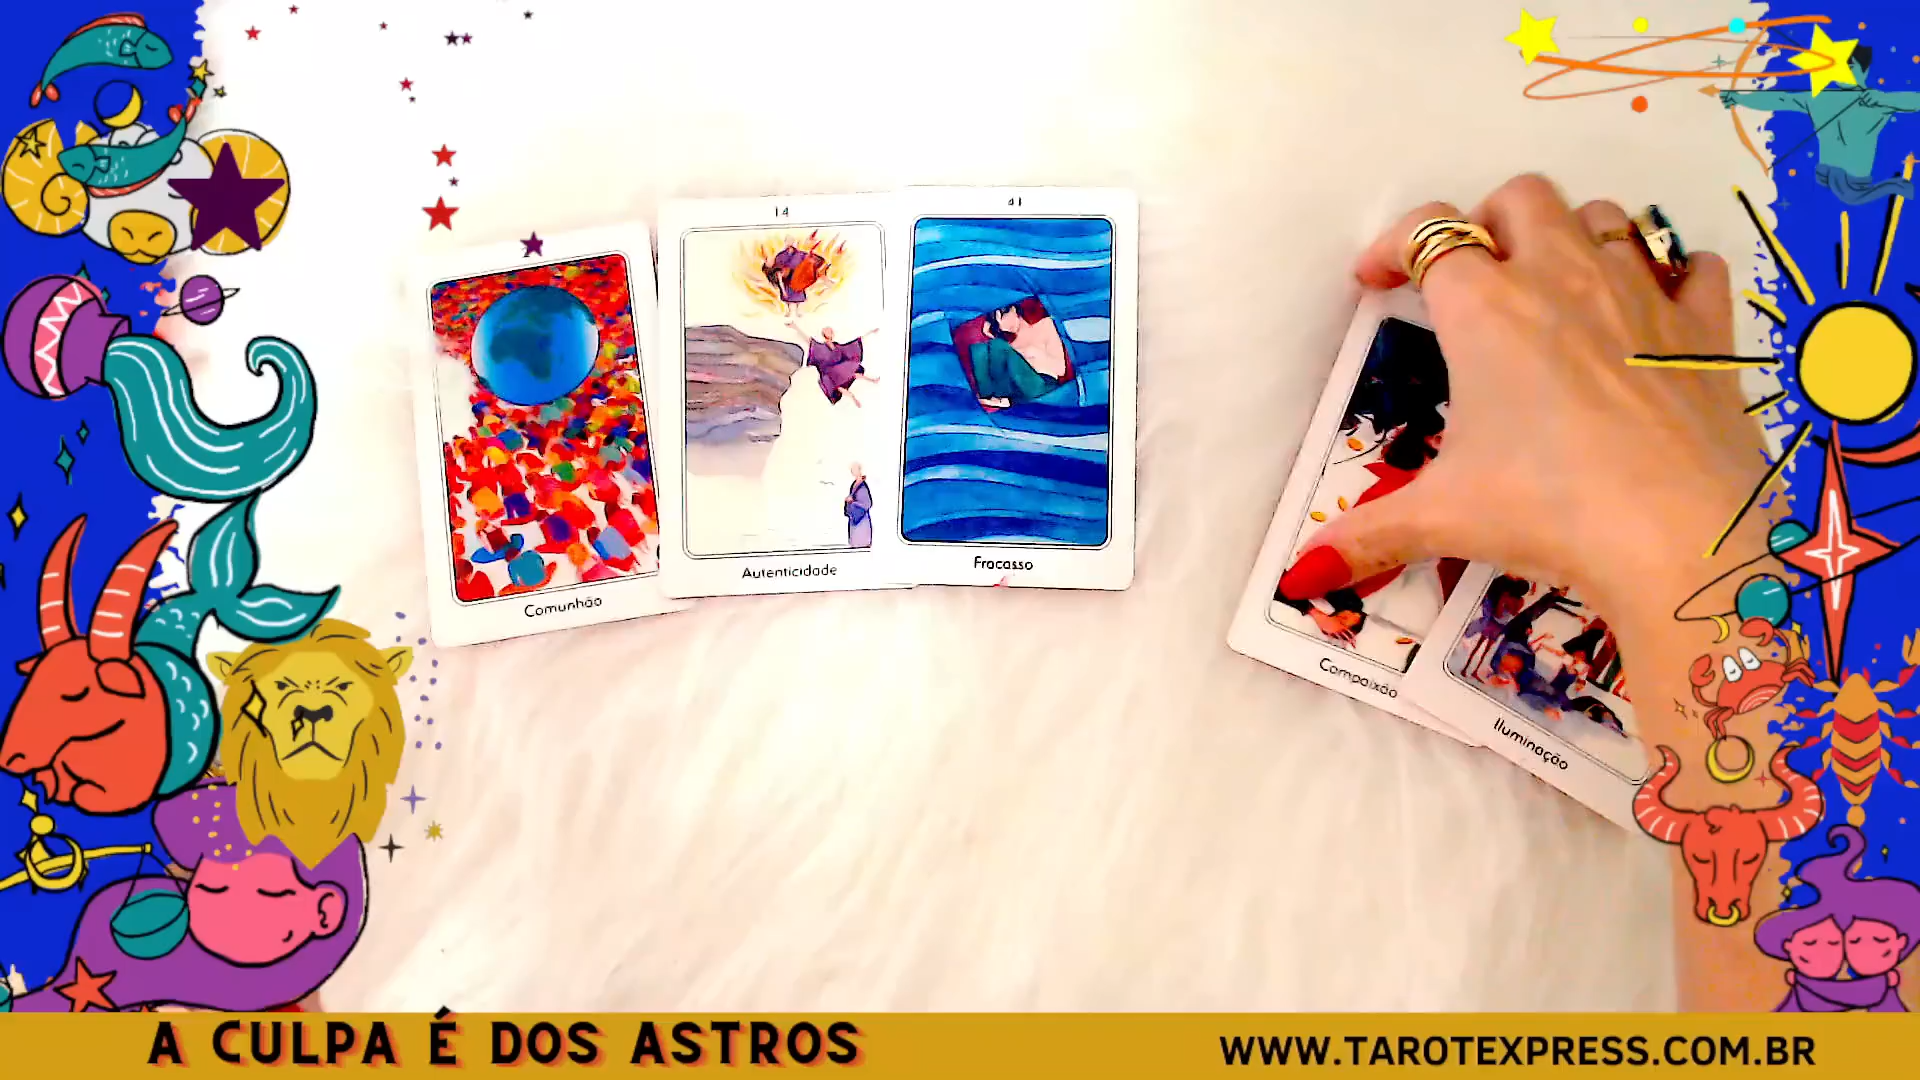 14
41
Comunhão
Autenticidade
Fracasso
Compaixão
Iluminação
A CULPA É DOS ASTROS
WWW.TAROTEXPRESS.COM.BR